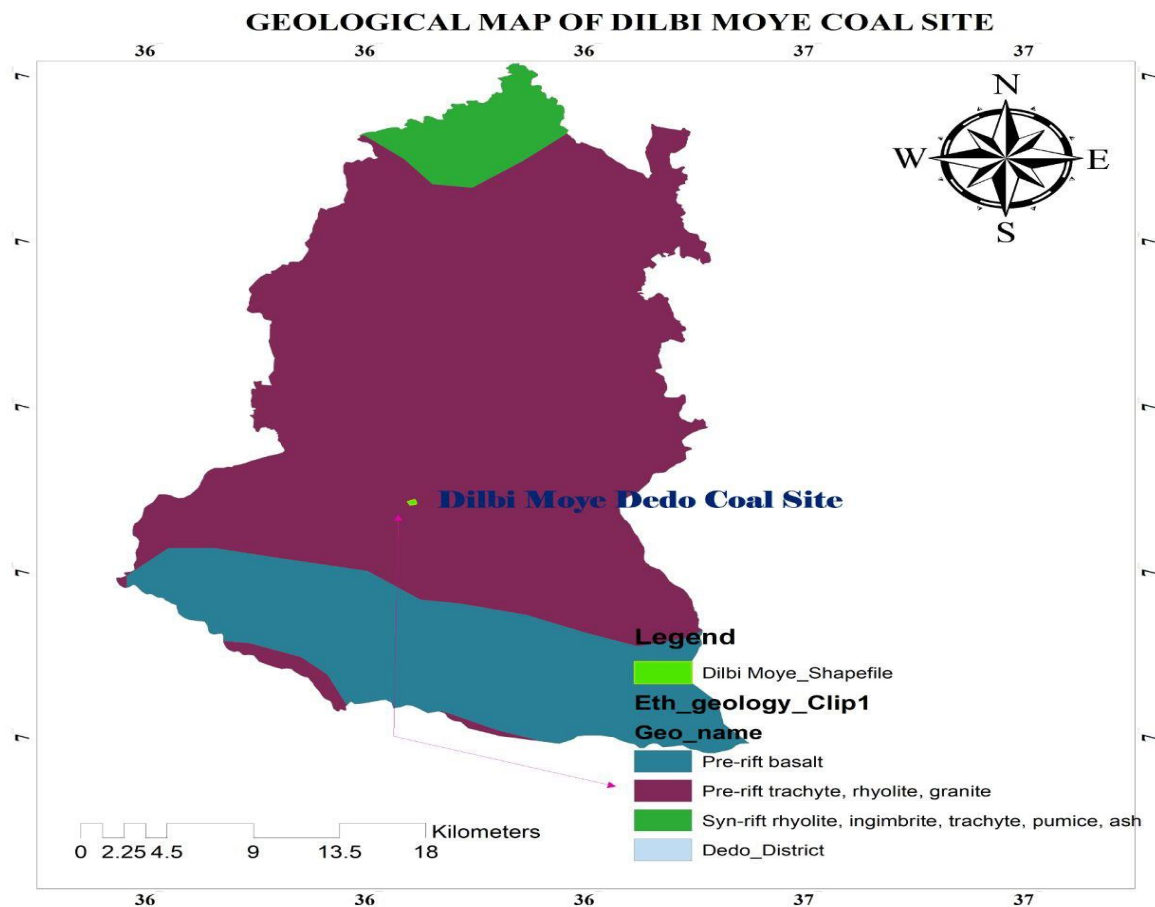 GEOLOGICAL MAP OF DILBI MOYE COAL SITE
36 36 36 37 37
7 7
N
W E
S
7 7
7 7
Dilbi Moye Dedo Coal Site
7 7
Legend
Dilbi Moye_Shapefile
Eth_geology_Clip1
Geo_name
7 7
Pre-rift basalt
Pre-rift trachyte, rhyolite, granite
Syn-rift rhyolite, ingimbrite, trachyte, pumice, ash
Dedo_District
Kilometers
0 2.25 4.5 9 13.5 18
36 36 36 37 37